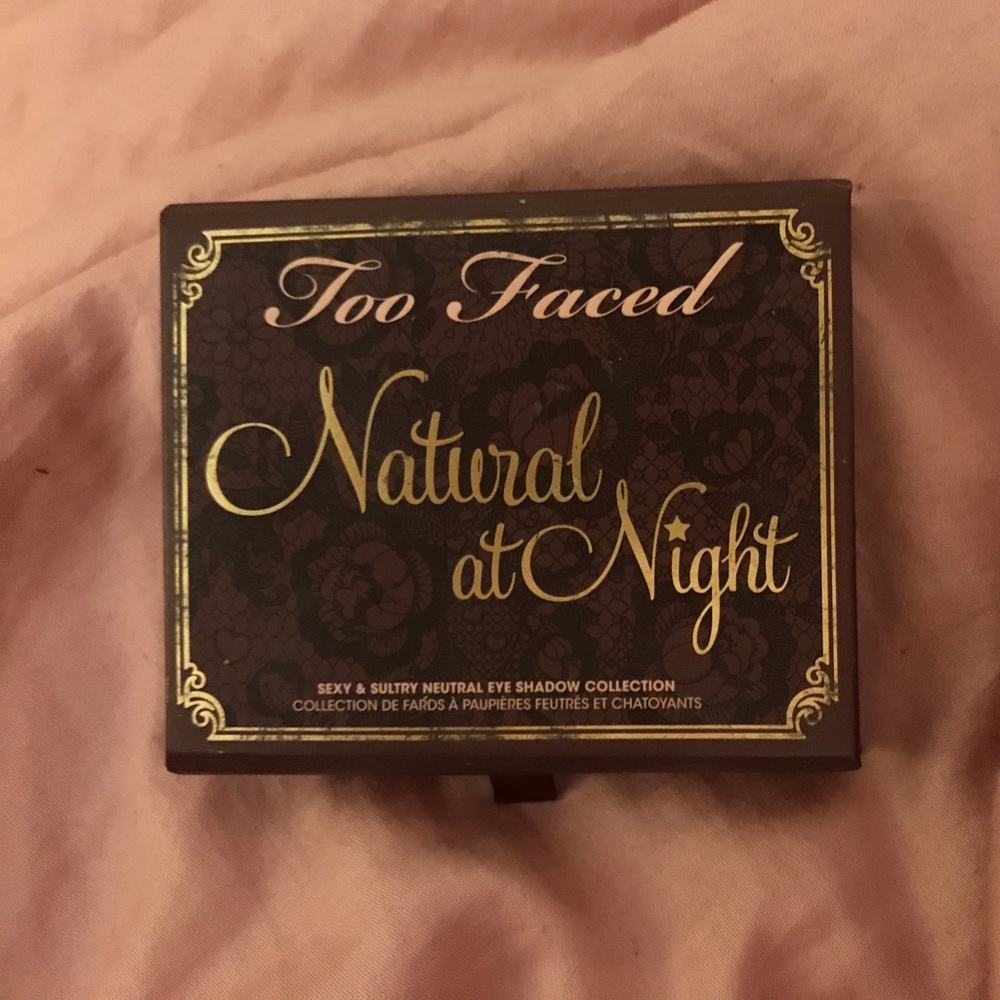 Too Faced
Natural
at Night
SEXY & SULTRY NEUTRAL EYE SHADOW COLLECTION
COLLECTION DE FARDS À PAUPIÈRES FEUTRÉS ET CHATOYANTS